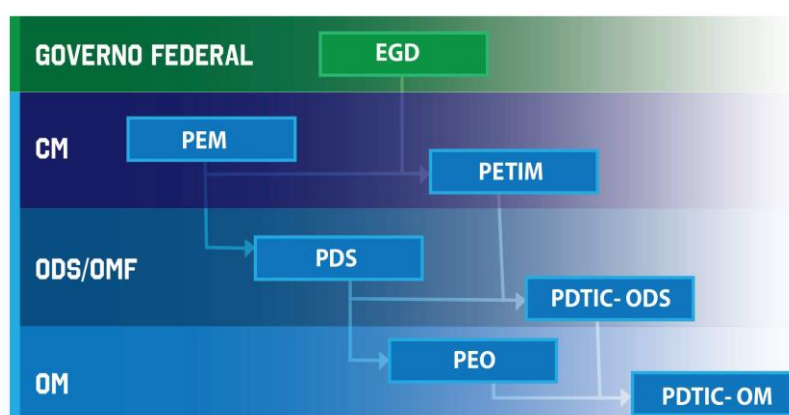 GOVERNO FEDERAL
EGD
CM
PEM
PETIM
ODS/OMF
PDS
PDTIC- ODS
OM
PEO
PDTIC- OM